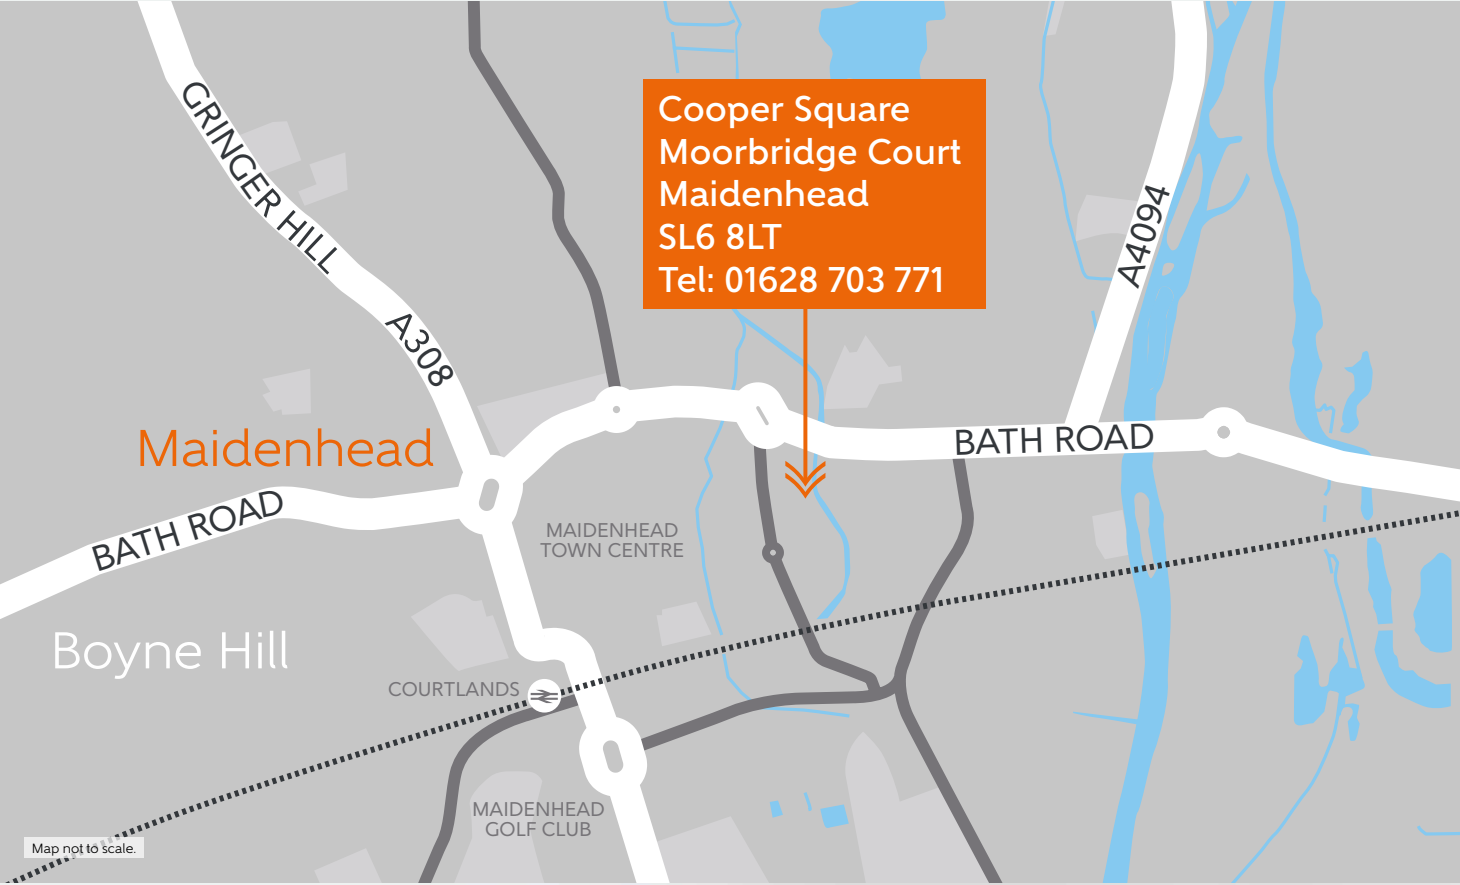 GRINGER HILL
Cooper Square
Moorbridge Court
Maidenhead
SL6 8LT
Tel: 01628 703 771
A4094
A308
Maidenhead
BATH ROAD
BATH ROAD
MAIDENHEAD
TOWN CENTRE
Boyne Hill
COURTLANDS
MAIDENHEAD
GOLF CLUB
Map not to scale.